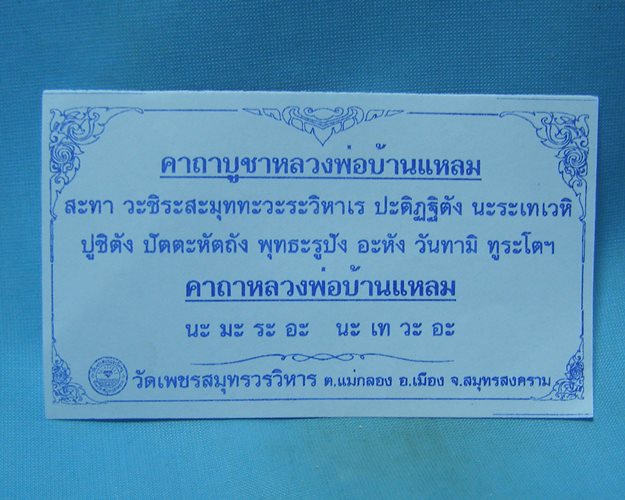 คาถาบูชาหลวงพ่อบ้านแหลม
สะทา วะชิระสะมุททะวะระวิหาเร ปะติฏฐิตัง นะระเทเวหิ
ปูชิตัง ปัตตะหัตถัง พุทธะรูปัง อะหัง วันทามิ ทูระโตฯ
คาถาหลวงพ่อบ้านแหลม
นะ มะ ระ อะ นะ เท วะ อะ
วัดเพชรสมุทรวรวิหาร ต.แม่กลอง อ.เมือง จ.สมุทรสงคราม